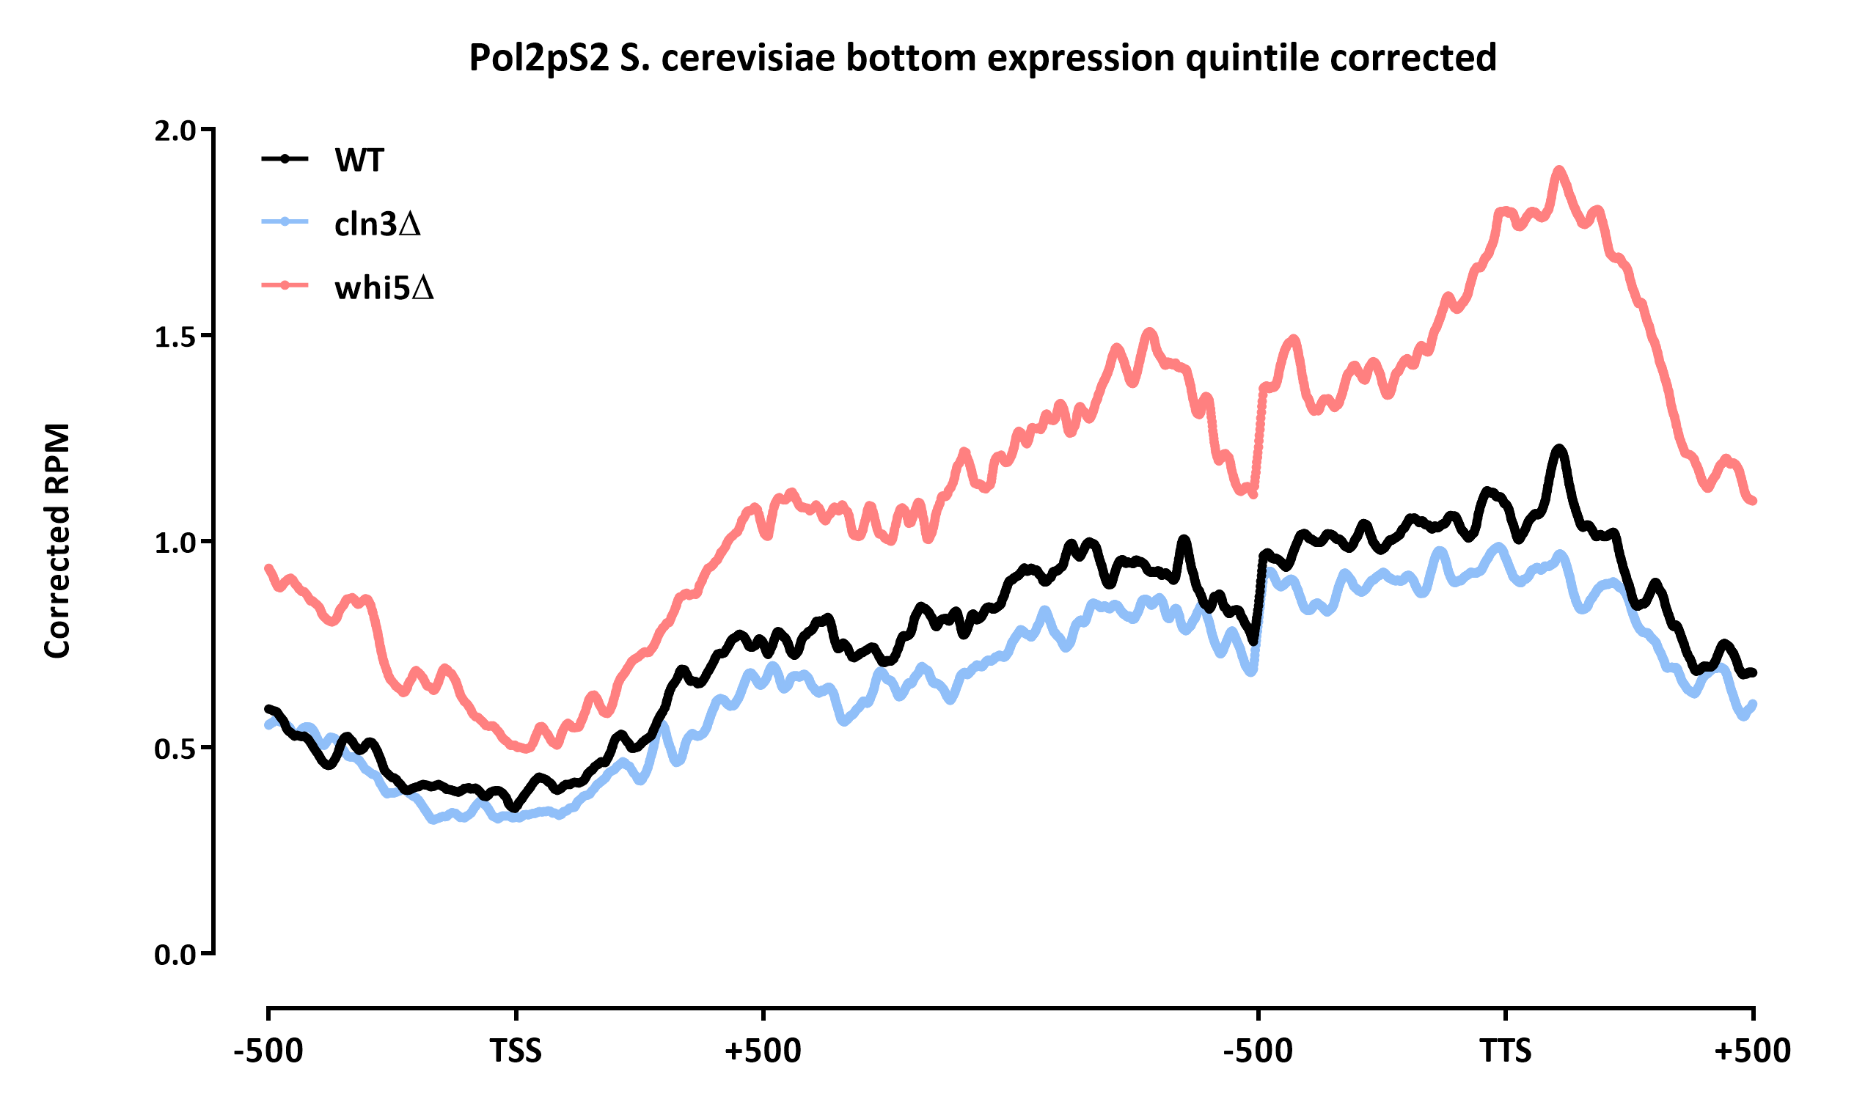 Pol2pS2 S. cerevisiae bottom expression quintile corrected
2.0
WT
cln3Δ
whi5Δ
1.5
Corrected RPM
1.0
0.5
0.0
-500 TSS +500 -500 TTS +500